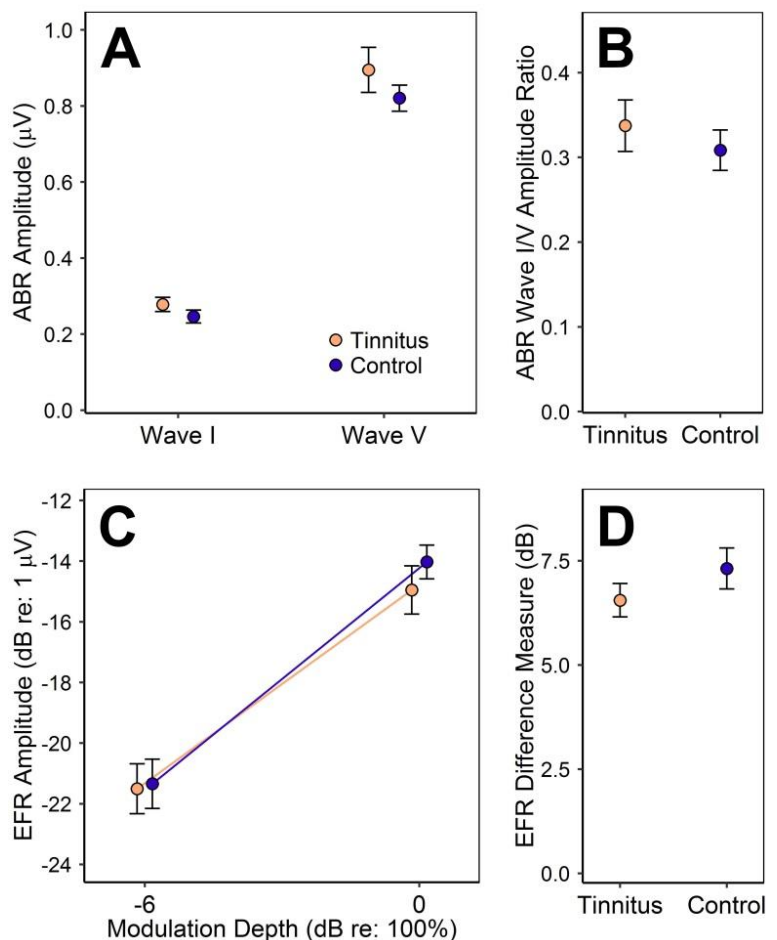 A
ABR Amplitude (μV)
1.0
0.8
0.6
0.4
0.2
0.0
Tinnitus
Control
Wave I
Wave V
B
ABR Wave I/V Amplitude Ratio
0.4
0.3
0.2
0.1
0.0
Tinnitus
Control
C
EFR Amplitude (dB re: 1 μV)
-12
-14
-16
-18
-20
-22
-24
-6
0
Modulation Depth (dB re: 100%)
D
EFR Difference Measure (dB)
7.5
5.0
2.5
0.0
Tinnitus
Control